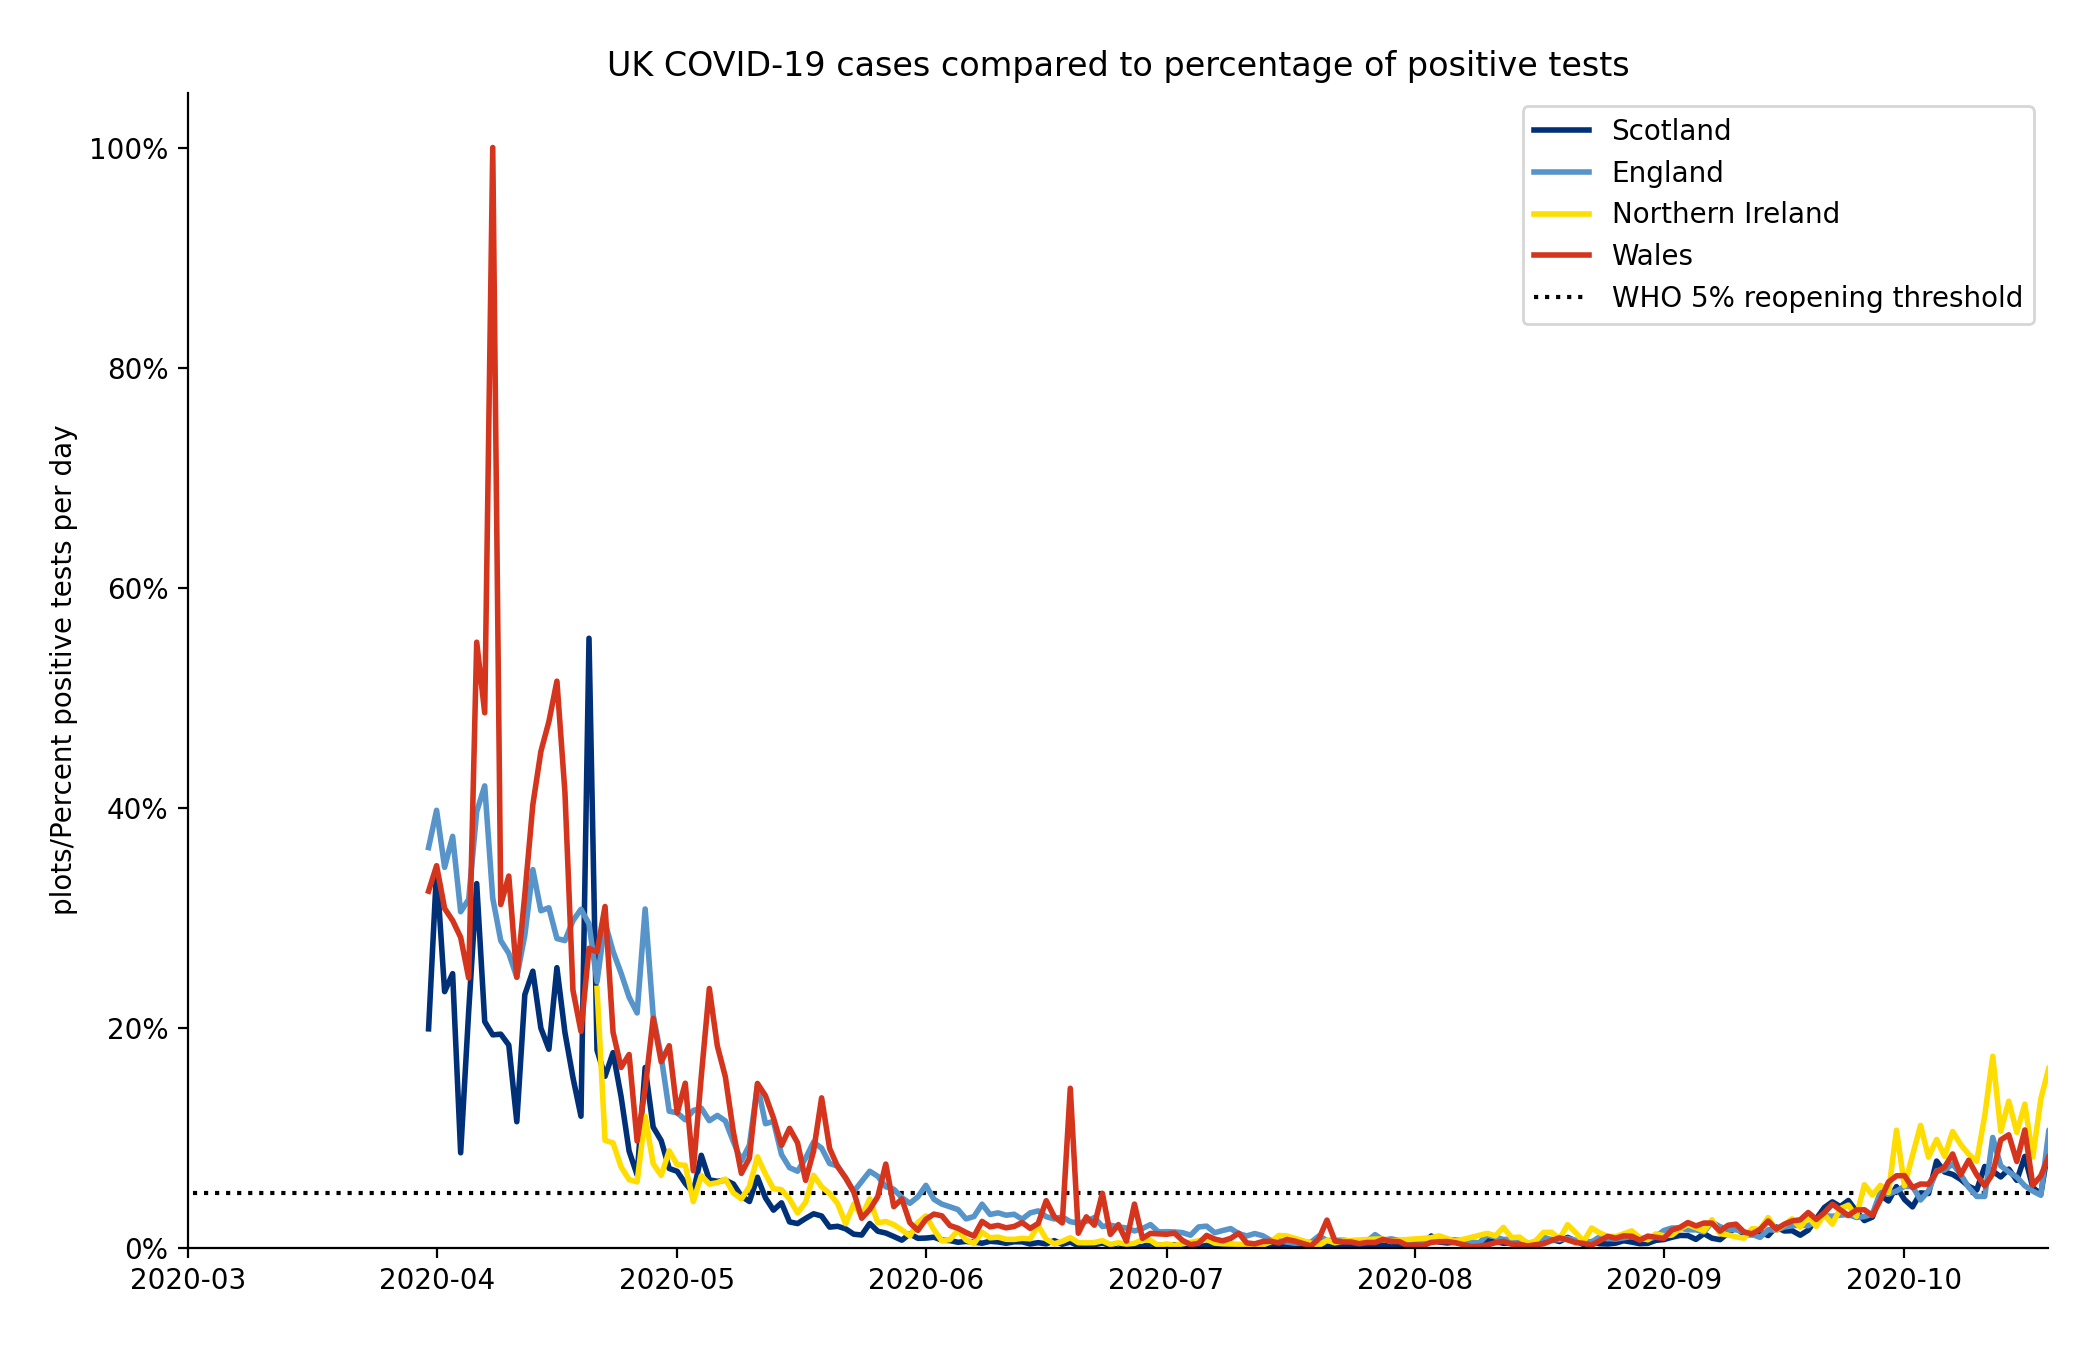 UK COVID-19 cases compared to percentage of positive tests
Scotland
England
Northern Ireland
Wales
WHO 5% reopening threshold
plots/Percent positive tests per day
100%
80%
60%
40%
20%
0%
2020-03 2020-04 2020-05 2020-06 2020-07 2020-08 2020-09 2020-10